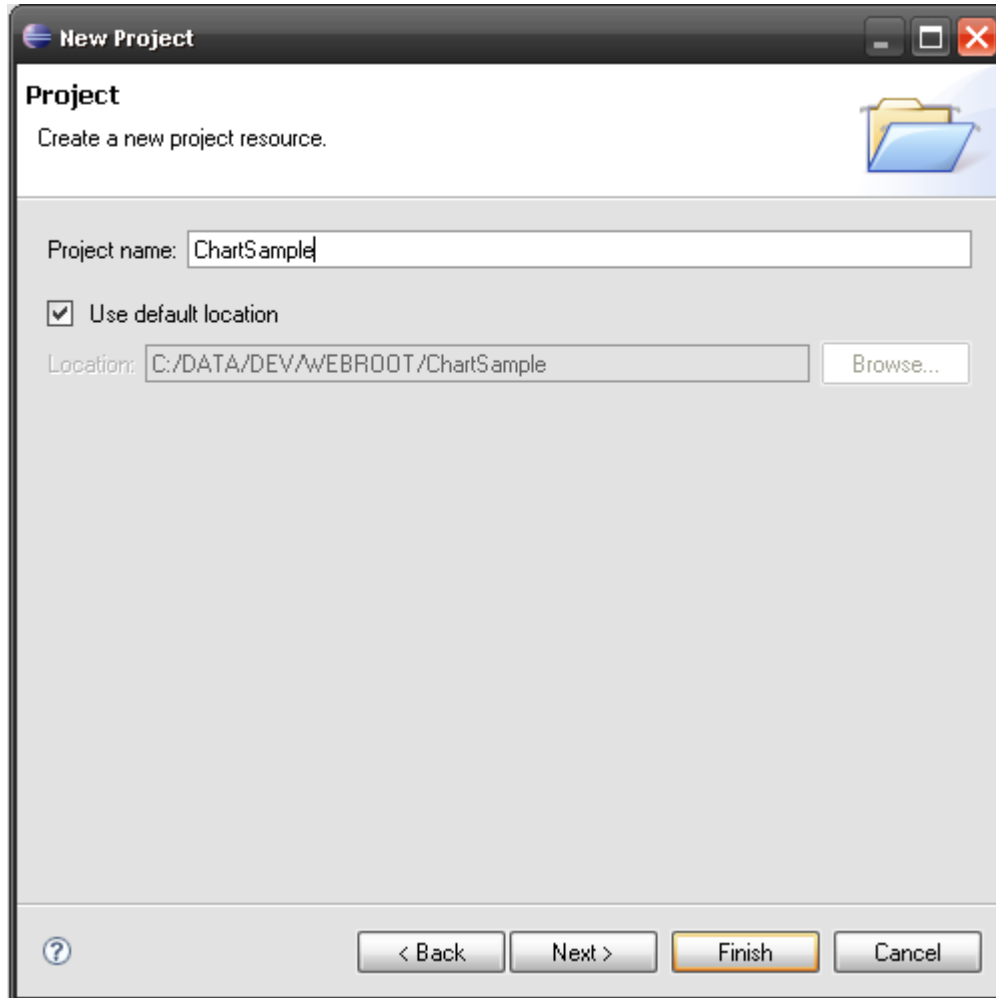 New Project
Project
Create a new project resource.
Project name: ChartSample
Use default location
Location: C:/DATA/DEV/WEBROOT/ChartSample Browse...
? < Back Next > Finish Cancel